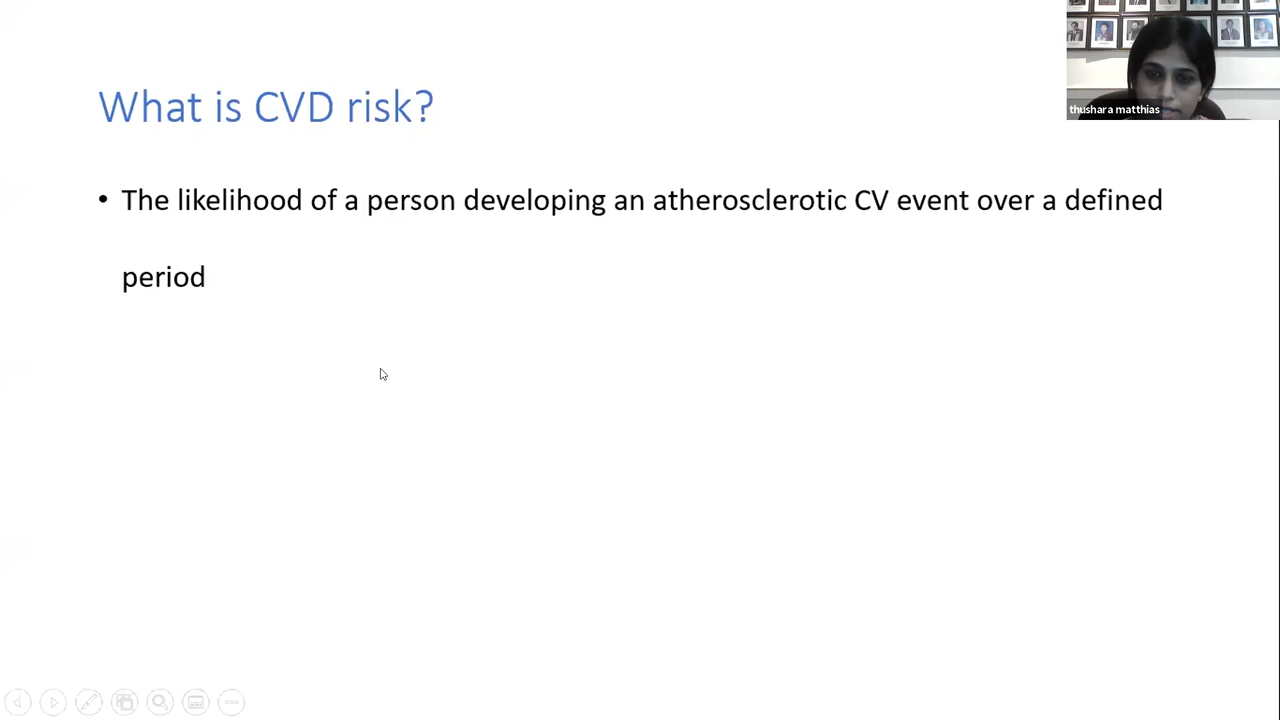 thushara matthias
What is CVD risk?
• The likelihood of a person developing an atherosclerotic CV event over a defined
period